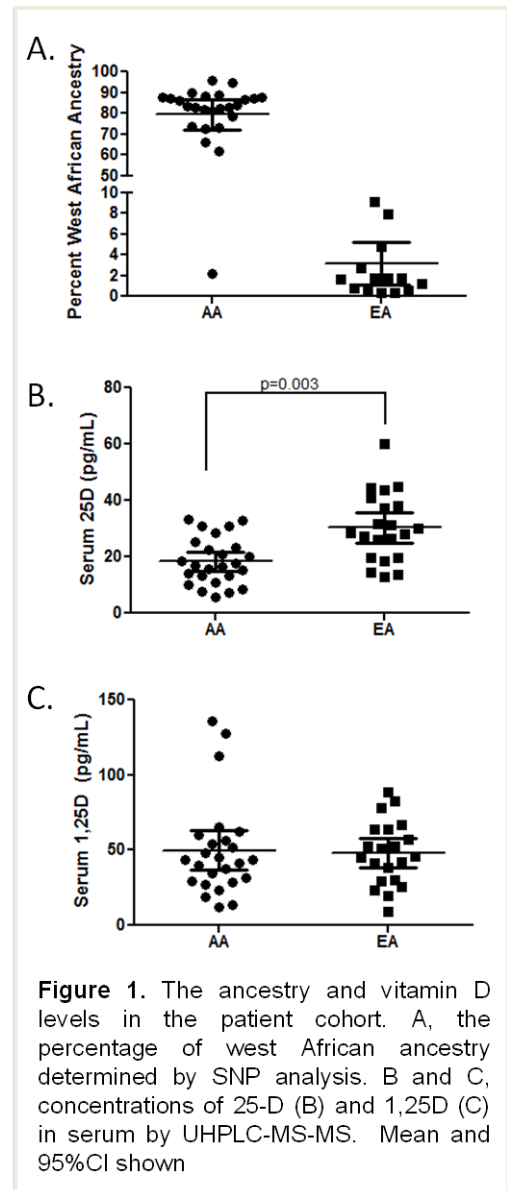 A.
Percent West African Ancestry
100
90
80
70
60
50
10
8
6
4
2
0
AA EA
B.
Serum 25D (pg/mL)
p=0.003
80
60
40
20
0
AA EA
C.
Serum 1,25D (pg/mL)
150
100
50
0
AA EA
Figure 1. The ancestry and vitamin D
levels in the patient cohort. A, the
percentage of west African ancestry
determined by SNP analysis. B and C,
concentrations of 25-D (B) and 1,25D (C)
in serum by UHPLC-MS-MS. Mean and
95%CI shown